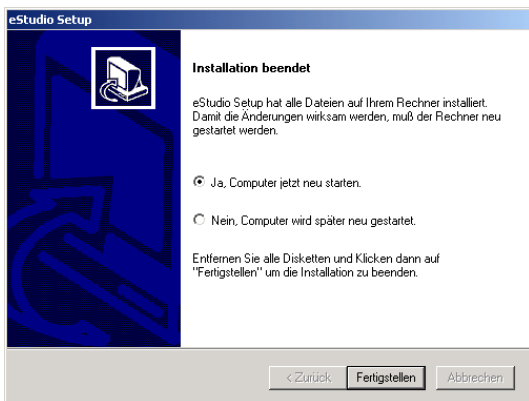 eStudio Setup
Installation beendet
eStudio Setup hat alle Dateien auf Ihrem Rechner installiert.
Damit die Änderungen wirksam werden, muß der Rechner neu
gestartet werden.
Ja, Computer jetzt neu starten.
Nein, Computer wird später neu gestartet.
Entfernen Sie alle Disketten und Klicken dann auf
"Fertigstellen" um die Installation zu beenden.
< Zurück Fertigstellen Abbrechen